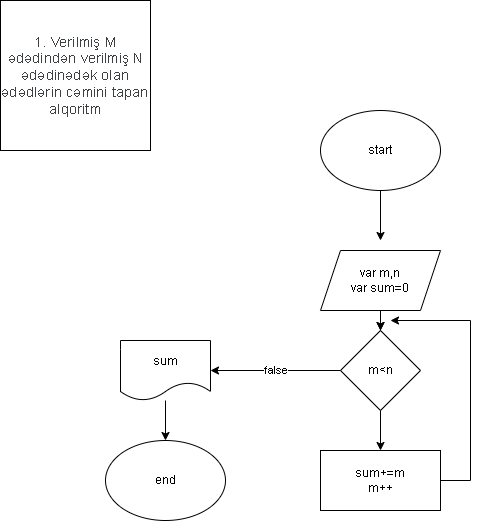 1. Verilmiş M
ədədindən verilmiş N
ədədinədək olan
ədədlərin cəmini tapan
alqoritm
start
var m,n
var sum=0
m<n
false
sum
sum+=m
m++
end